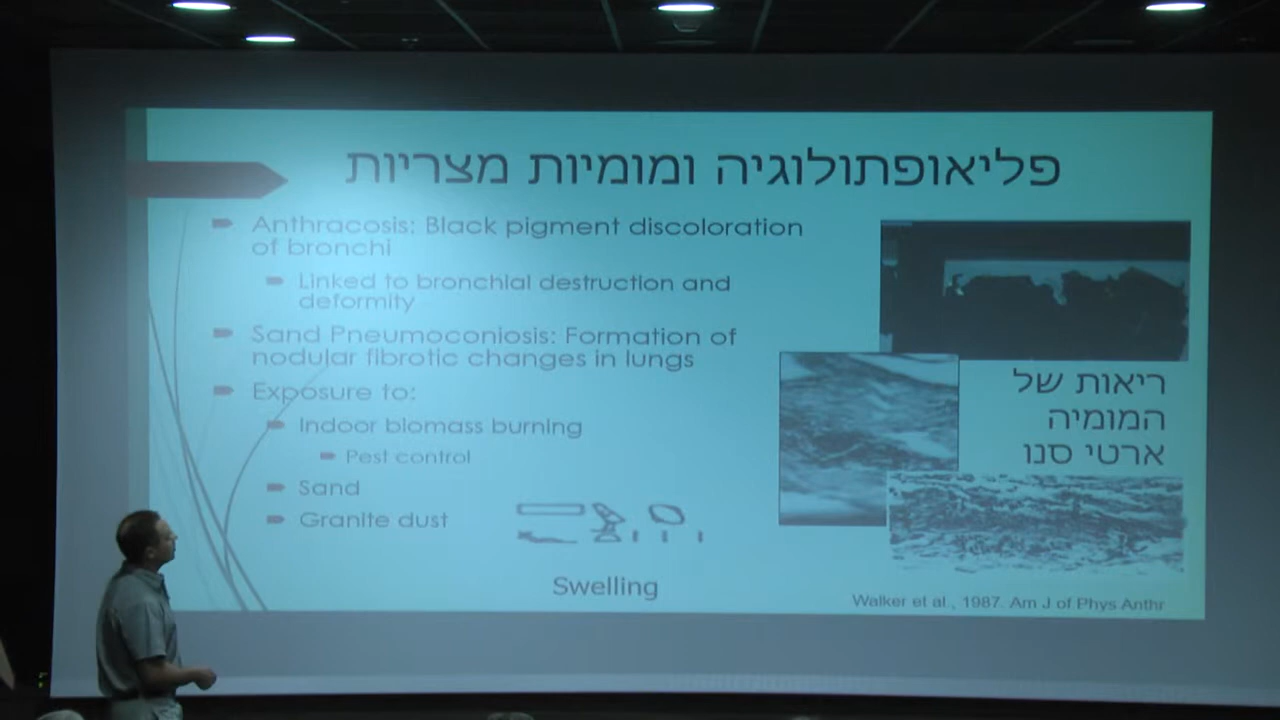 פליאופתולוגיה ומומיות מצריות
Anthracosis: Black pigment discoloration
of bronchi
Linked to bronchial destruction and
deformity
Sand Pneumoconiosis: Formation of
nodular fibrotic changes in lungs
Exposure to:
Indoor biomass burning
Pest control
Sand
Granite dust
Swelling
ריאות של
המומיה
ארטי סנו
Walker et al., 1987. Am J of Phys Anthr